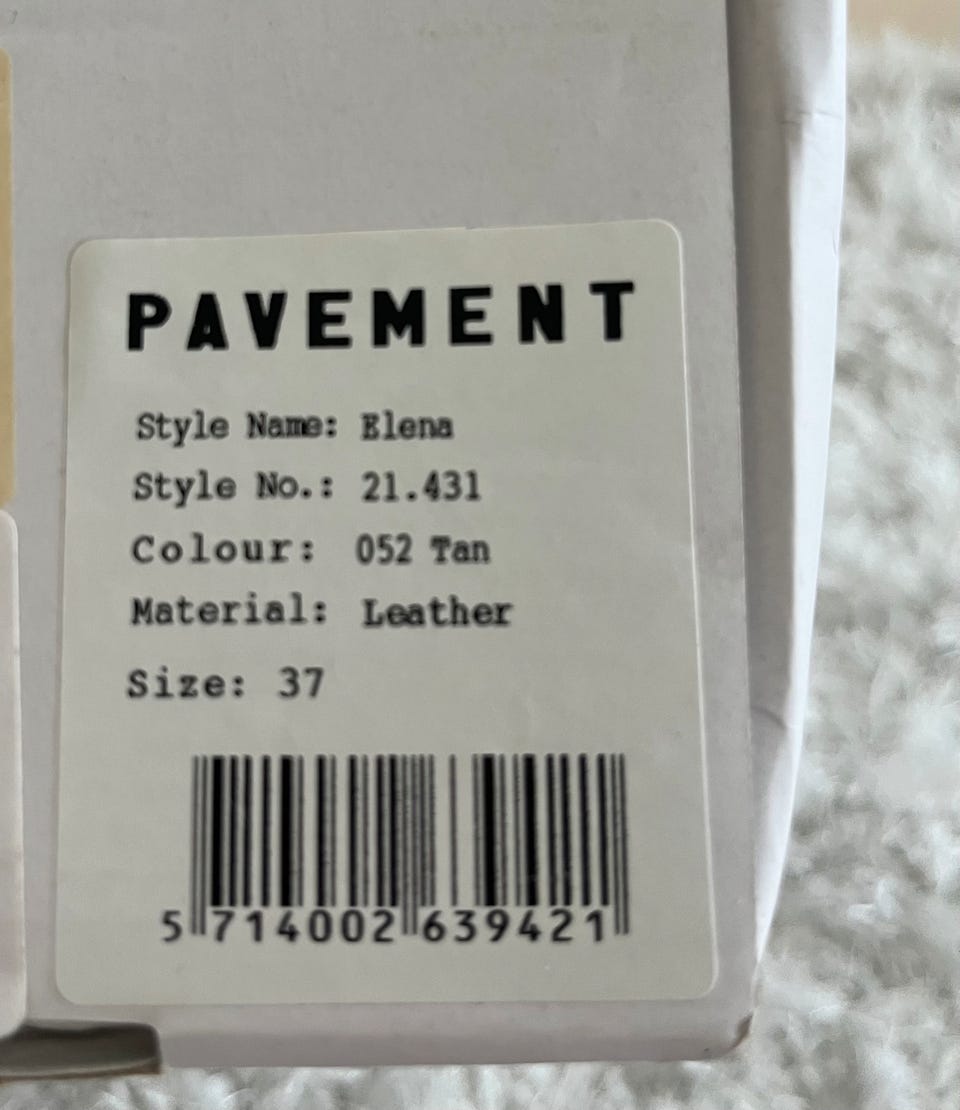 PAVEMENT
Style Name: Elena
Style No.: 21.431
Colour: 052 Tan
Material: Leather
Size: 37
5 714002 639421